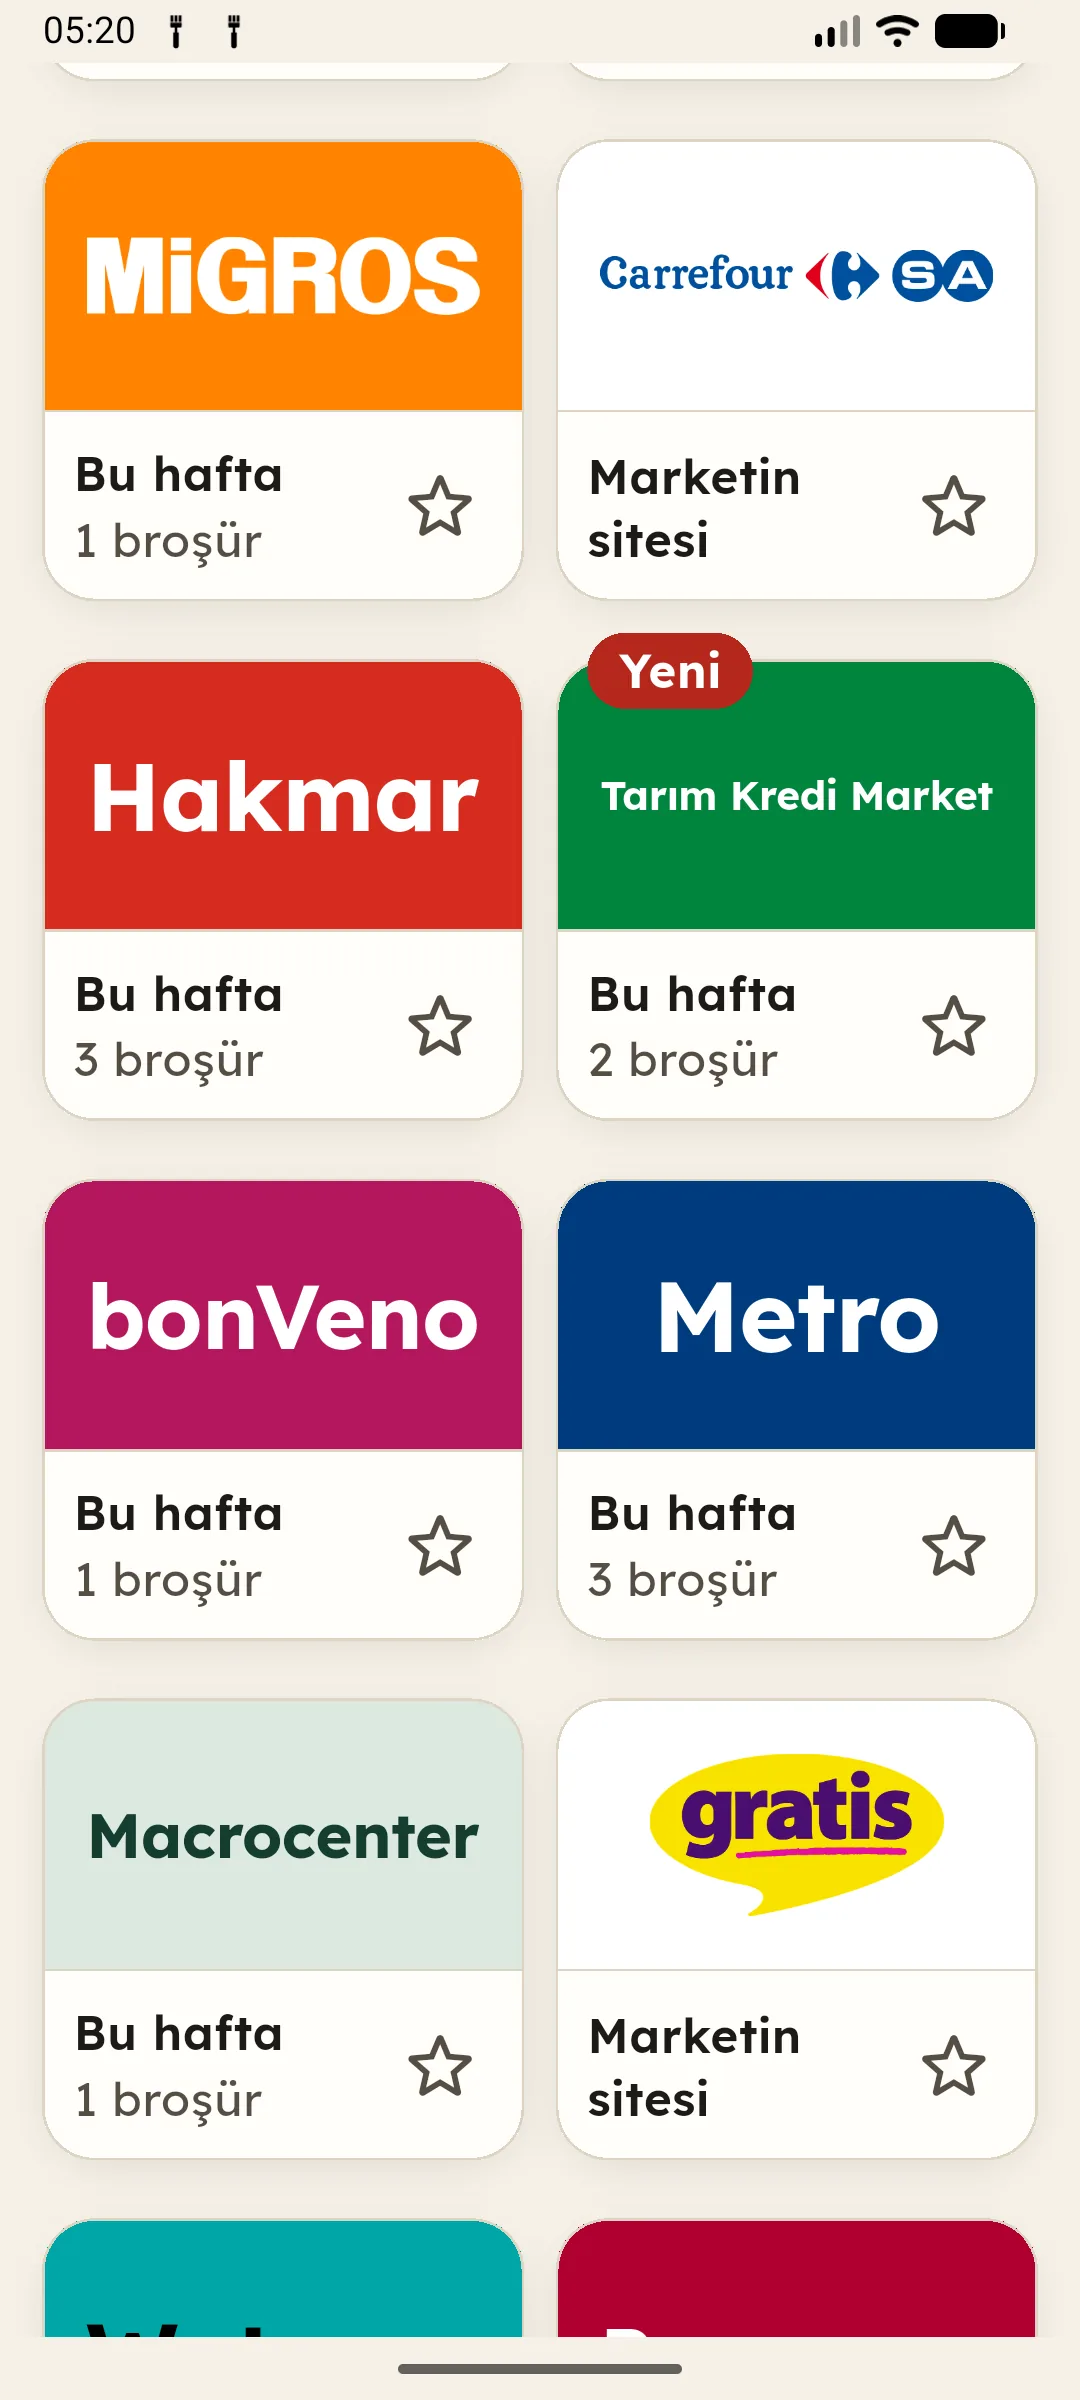 05:20
MiGROS
Carrefour SA
Bu hafta
1 broşür
Marketin
sitesi
Hakmar
Yeni
Tarım Kredi Market
Bu hafta
3 broşür
Bu hafta
2 broşür
bonVeno
Metro
Bu hafta
1 broşür
Bu hafta
3 broşür
Macrocenter
gratis
Bu hafta
1 broşür
Marketin
sitesi